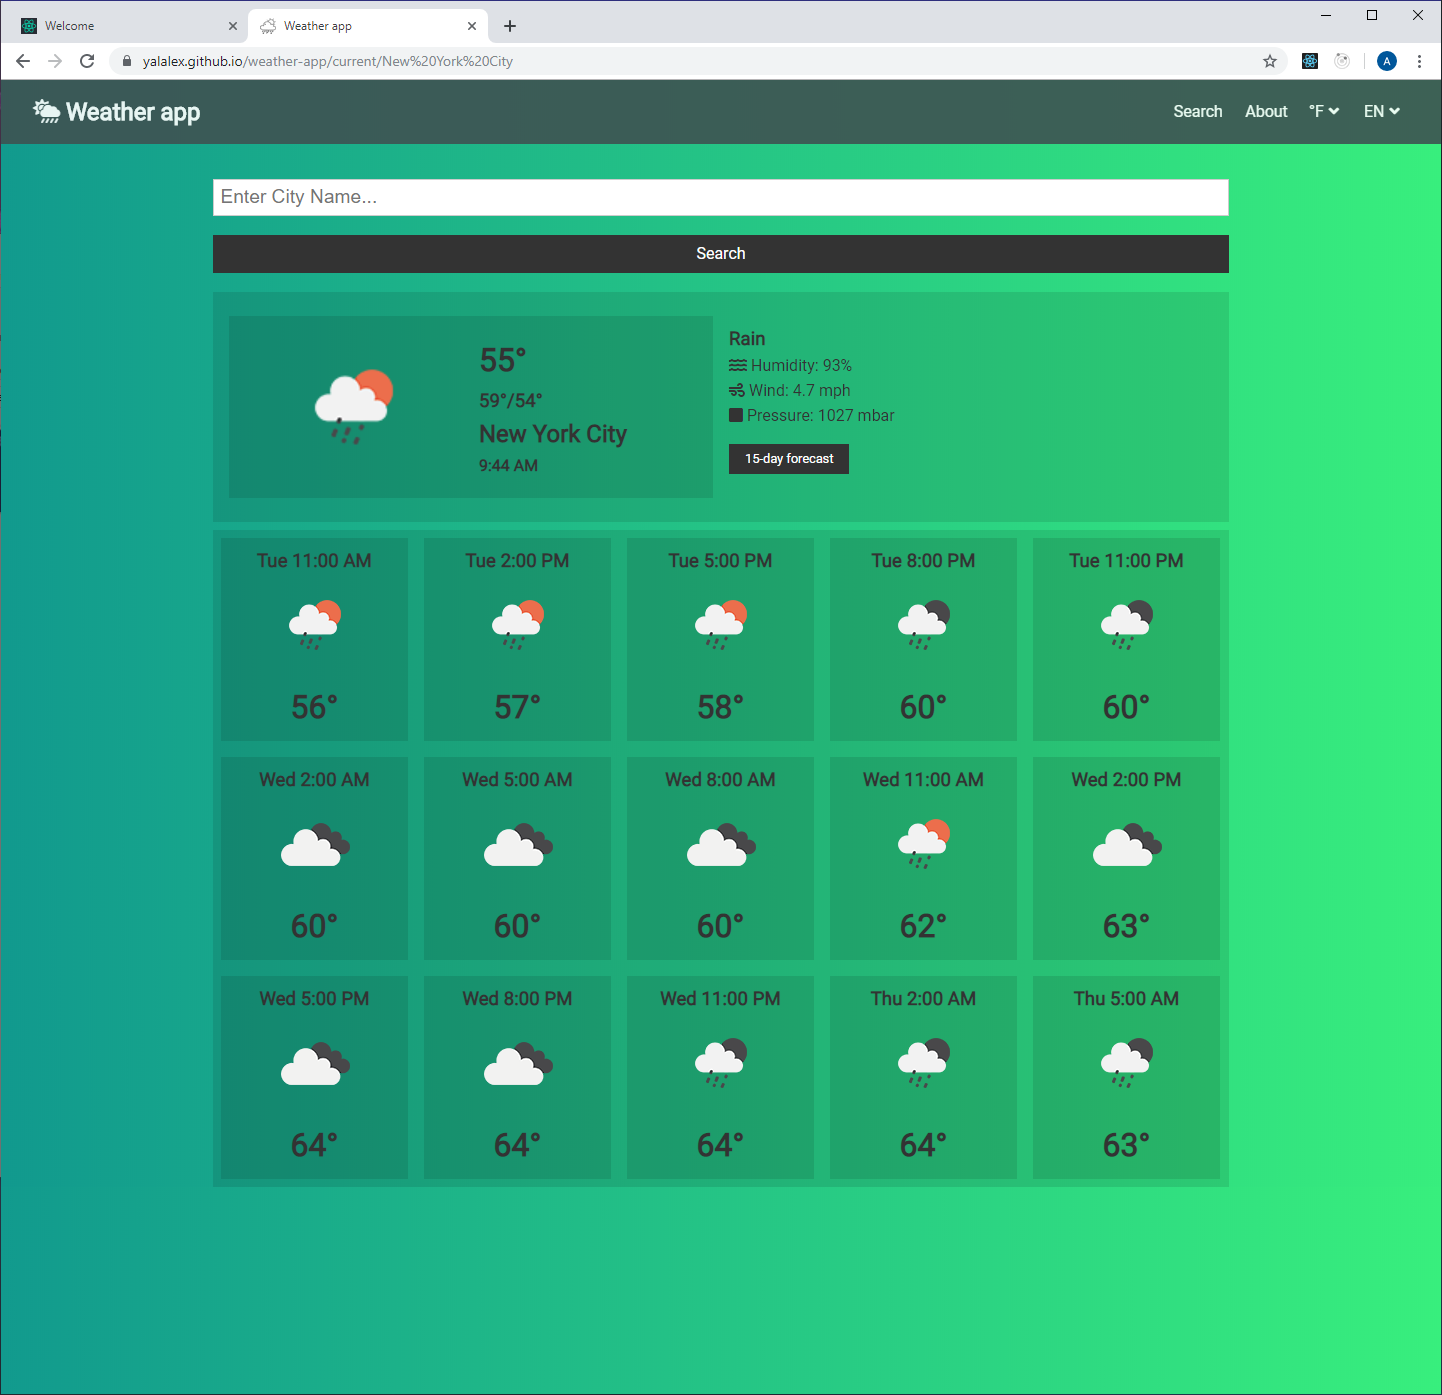 Welcome
Weather app
yalalex.github.io/weather-app/current/New%20York%20City
A
Weather app
Search
About
°F
EN
Enter City Name...
Search
55°
59°/54°
New York City
9:44 AM
Rain
Humidity: 93%
Wind: 4.7 mph
Pressure: 1027 mbar
15-day forecast
Tue 11:00 AM
56°
Tue 2:00 PM
57°
Tue 5:00 PM
58°
Tue 8:00 PM
60°
Tue 11:00 PM
60°
Wed 2:00 AM
60°
Wed 5:00 AM
60°
Wed 8:00 AM
60°
Wed 11:00 AM
62°
Wed 2:00 PM
63°
Wed 5:00 PM
64°
Wed 8:00 PM
64°
Wed 11:00 PM
64°
Thu 2:00 AM
64°
Thu 5:00 AM
63°